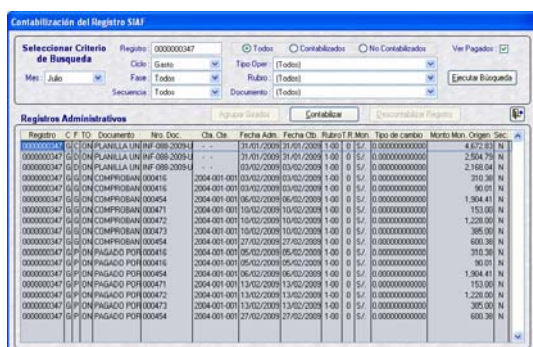 Contabilización del Registro SIAF
Seleccionar Criterio de Busqueda
Registro : 0000000347
Todos Contabilizados No Contabilizados
Ver Pagados :
Ciclo : Gasto
Tipo Oper : (Todos)
Mes : Julio
Fase : Todos
Rubro : (Todos)
Ejecutar Búsqueda
Secuencia Todos
Documento : (Todos)
Registros Administrativos
Agrupar Girados
Contabilizar
Descontabilizar Registro
Registro C F TO Documento Nro. Doc. Cta. Cte. Fecha Adm. Fecha Ctb. Rubro T.R. Mon. Tipo de cambio Monto Mon. Origen Sec.
0000000347 G C ON PLANILLA UN INF-088-2009-U - - 31/01/2009 31/01/2009 1-00 0 S/. 0.000000000000 4,672.83 N
0000000347 G D ON PLANILLA UN INF-088-2009-U - - 31/01/2009 31/01/2009 1-00 0 S/. 0.000000000000 2,504.79 N
0000000347 G D ON PLANILLA UN INF-088-2009-U - - 03/02/2009 03/02/2009 1-00 0 S/. 0.000000000000 2,168.04 N
0000000347 G G ON COMPROBAN 000416 2004-001-001 03/02/2009 03/02/2009 1-00 0 S/. 0.000000000000 310.38 N
0000000347 G G ON COMPROBAN 000416 2004-001-001 03/02/2009 03/02/2009 1-00 0 S/. 0.000000000000 90.01 N
0000000347 G G ON COMPROBAN 000454 2004-001-001 06/02/2009 06/02/2009 1-00 0 S/. 0.000000000000 1,904.41 N
0000000347 G G ON COMPROBAN 000471 2004-001-001 10/02/2009 10/02/2009 1-00 0 S/. 0.000000000000 153.00 N
0000000347 G G ON COMPROBAN 000472 2004-001-001 10/02/2009 10/02/2009 1-00 0 S/. 0.000000000000 1,228.00 N
0000000347 G G ON COMPROBAN 000473 2004-001-001 10/02/2009 10/02/2009 1-00 0 S/. 0.000000000000 385.00 N
0000000347 G G ON COMPROBAN 000454 2004-001-001 27/02/2009 27/02/2009 1-00 0 S/. 0.000000000000 600.38 N
0000000347 G P ON PAGADO POR 000416 2004-001-001 05/02/2009 05/02/2009 1-00 0 S/. 0.000000000000 310.38 N
0000000347 G P ON PAGADO POR 000416 2004-001-001 05/02/2009 05/02/2009 1-00 0 S/. 0.000000000000 90.01 N
0000000347 G P ON PAGADO POR 000454 2004-001-001 06/02/2009 06/02/2009 1-00 0 S/. 0.000000000000 1,904.41 N
0000000347 G P ON PAGADO POR 000471 2004-001-001 13/02/2009 13/02/2009 1-00 0 S/. 0.000000000000 153.00 N
0000000347 G P ON PAGADO POR 000472 2004-001-001 13/02/2009 13/02/2009 1-00 0 S/. 0.000000000000 1,228.00 N
0000000347 G P ON PAGADO POR 000473 2004-001-001 13/02/2009 13/02/2009 1-00 0 S/. 0.000000000000 385.00 N
0000000347 G P ON PAGADO POR 000454 2004-001-001 27/02/2009 27/02/2009 1-00 0 S/. 0.000000000000 600.38 N